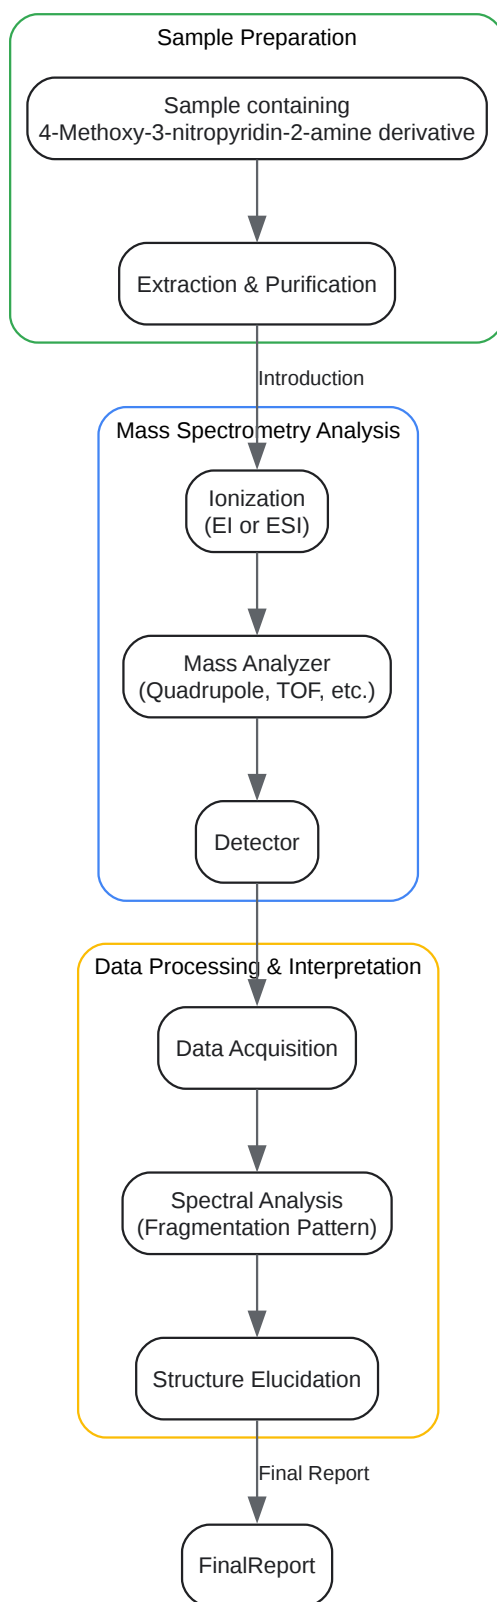 Sample Preparation
Sample containing
4-Methoxy-3-nitropyridin-2-amine derivative
Extraction & Purification
Introduction
Mass Spectrometry Analysis
Ionization
(EI or ESI)
Mass Analyzer
(Quadrupole, TOF, etc.)
Detector
Data Processing & Interpretation
Data Acquisition
Spectral Analysis
(Fragmentation Pattern)
Structure Elucidation
Final Report
FinalReport